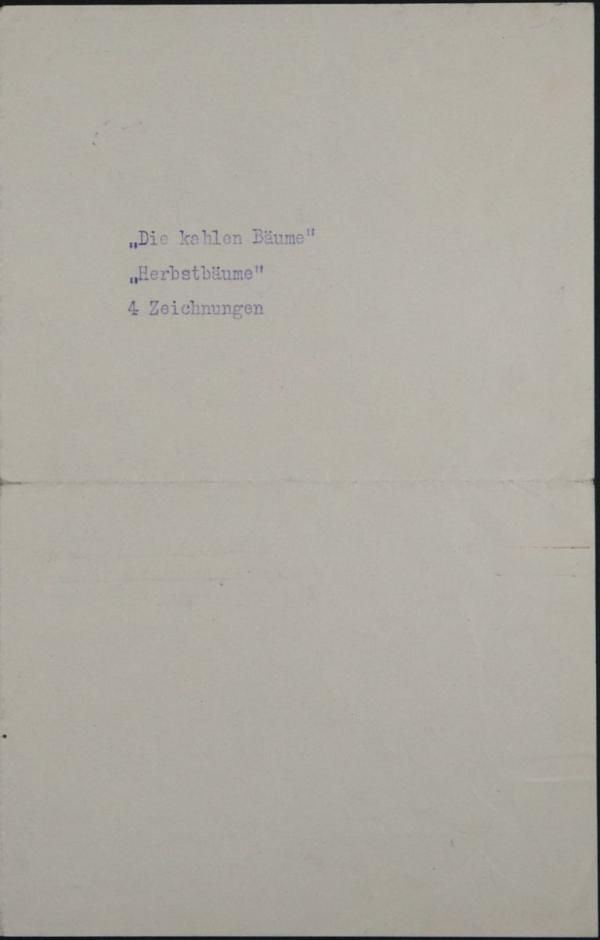 „Die kahlen Bäume"
„Herbstbäume"
4 Zeichnungen